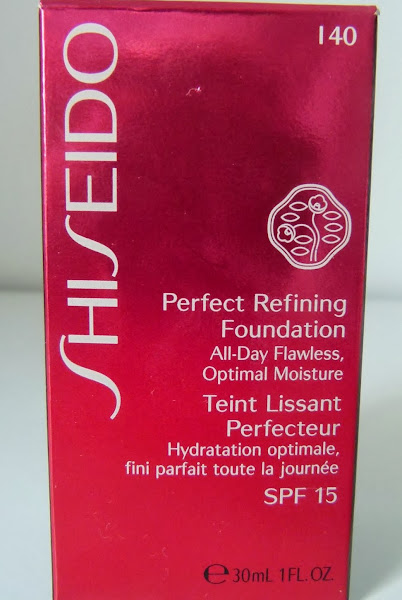 I40
SHISEIDO
Perfect Refining
Foundation
All-Day Flawless,
Optimal Moisture
Teint Lissant
Perfecteur
Hydratation optimale,
fini parfait toute la journée
SPF 15
℮30mL 1FL.OZ.